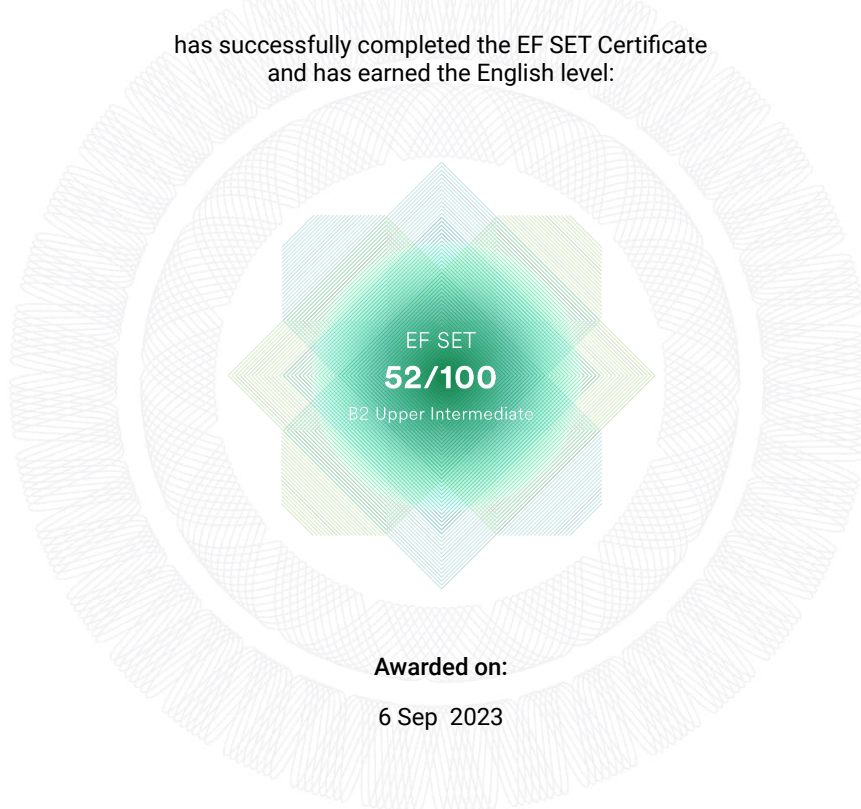 has successfully completed the EF SET Certificate
and has earned the English level:
EF SET
52/100
B2 Upper Intermediate
Awarded on:
6 Sep 2023